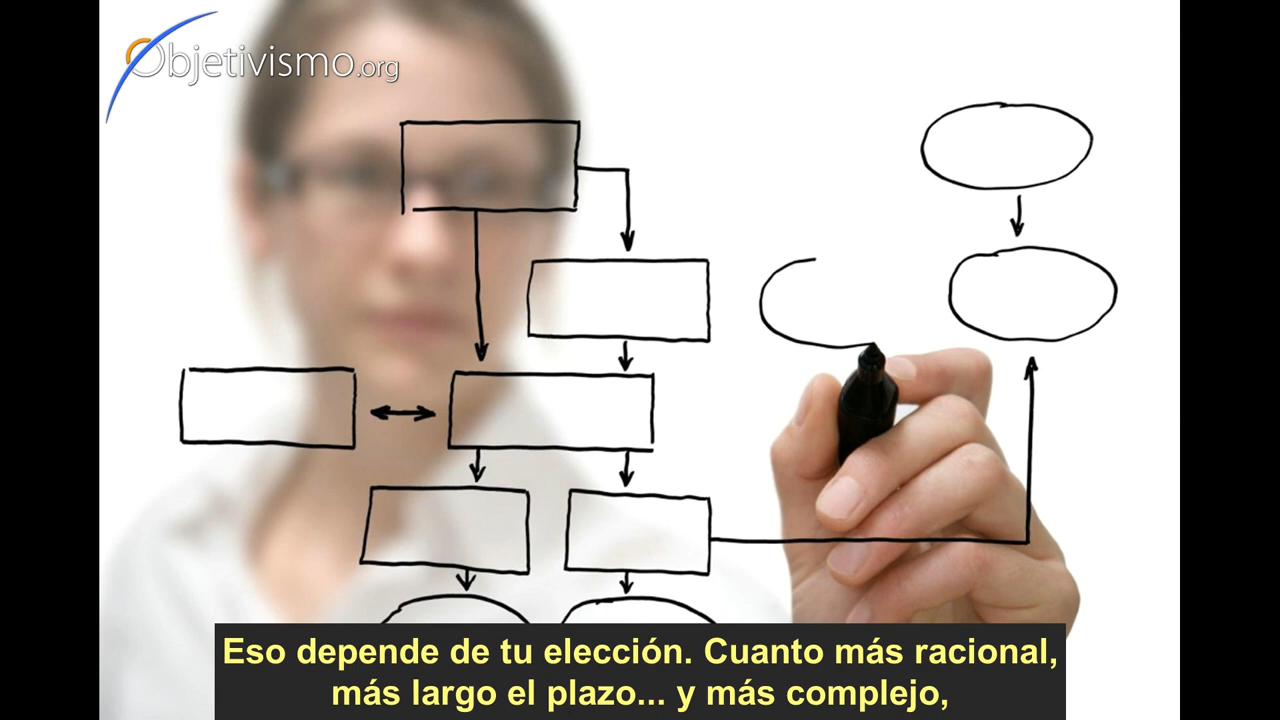 Objetivismo.org
Eso depende de tu elección. Cuanto más racional,
más largo el plazo... y más complejo,